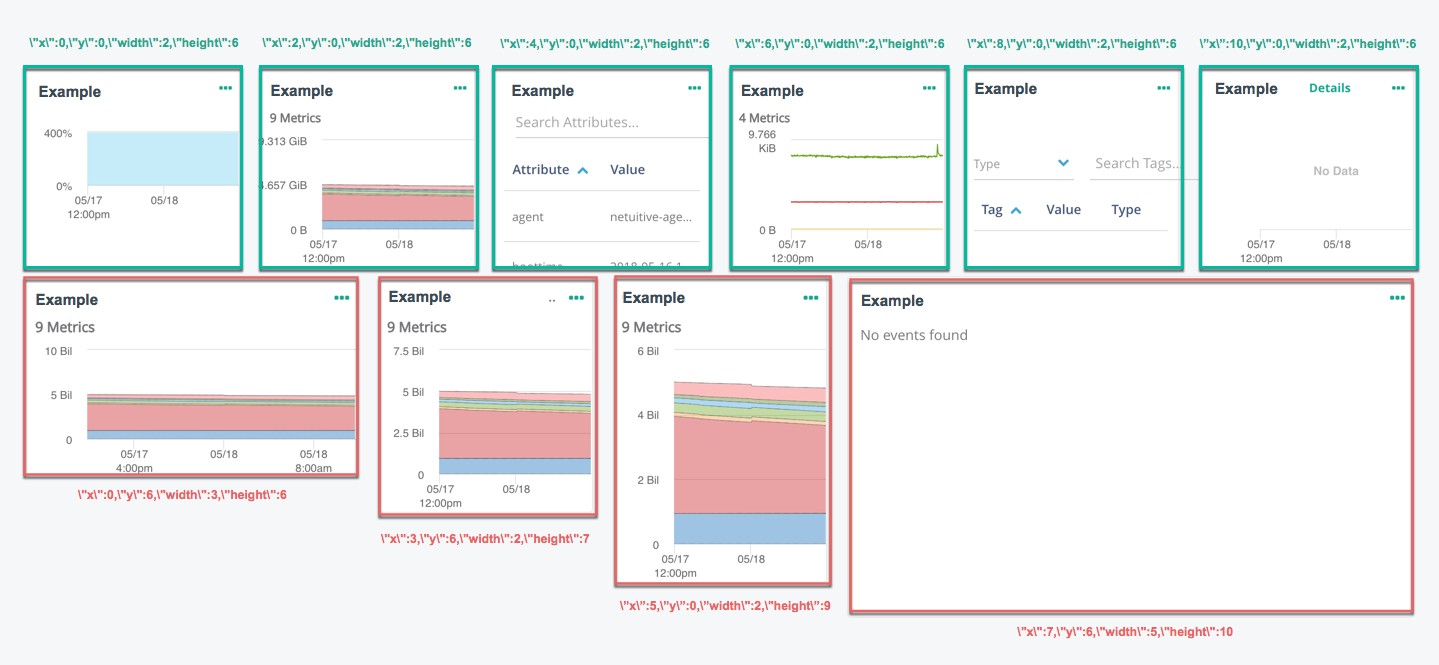 \"x\":0,\"y\":0,\"width\":2,\"height\":6
\"x\":2,\"y\":0,\"width\":2,\"height\":6
\"x\":4,\"y\":0,\"width\":2,\"height\":6
\"x\":6,\"y\":0,\"width\":2,\"height\":6
\"x\":8,\"y\":0,\"width\":2,\"height\":6
\"x\":10,\"y\":0,\"width\":2,\"height\":6
Example
400%
0%
05/17
12:00pm
05/18
Example
9 Metrics
9.313 GiB
4.657 GiB
0 B
05/17
12:00pm
05/18
Example
Search Attributes...
Attribute Value
agent netuitive-age...
boottime 2018-05-16 1
Example
4 Metrics
9.766
KiB
0 B
05/17
12:00pm
05/18
Example
Type Search Tags...
Tag Value Type
Example Details
No Data
05/17
12:00pm
05/18
Example
9 Metrics
10 Bil
5 Bil
0
05/17
4:00pm
05/18
05/18
8:00am
\"x\":0,\"y\":6,\"width\":3,\"height\":6
Example ..
9 Metrics
7.5 Bil
5 Bil
2.5 Bil
0
05/17
12:00pm
05/18
\"x\":3,\"y\":6,\"width\":2,\"height\":7
Example
9 Metrics
6 Bil
4 Bil
2 Bil
0
05/17
12:00pm
05/18
\"x\":5,\"y\":0,\"width\":2,\"height\":9
Example
No events found
\"x\":7,\"y\":6,\"width\":5,\"height\":10